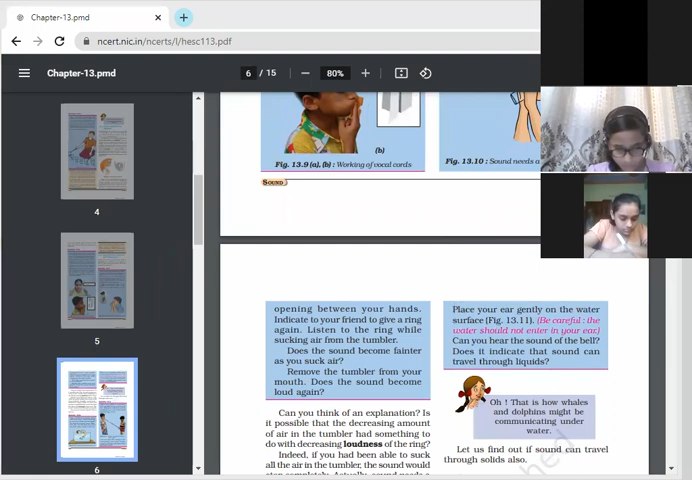 Chapter-13.pmd
ncert.nic.in/ncerts/l/hesc113.pdf
Chapter-13.pmd
6 / 15
80%
4
5
6
(b)
Fig. 13.9 (a), (b) : Working of vocal cords
Fig. 13.10 : Sound needs a
SOUND
opening between your hands.
Indicate to your friend to give a ring
again. Listen to the ring while
sucking air from the tumbler.
Does the sound become fainter
as you suck air?
Remove the tumbler from your
mouth. Does the sound become
loud again?
Can you think of an explanation? Is
it possible that the decreasing amount
of air in the tumbler had something to
do with decreasing loudness of the ring?
Indeed, if you had been able to suck
all the air in the tumbler, the sound would
stop completely. Actually, sound needs a
Place your ear gently on the water
surface (Fig. 13.11). (Be careful : the
water should not enter in your ear.)
Can you hear the sound of the bell?
Does it indicate that sound can
travel through liquids?
Oh ! That is how whales
and dolphins might be
communicating under
water.
Let us find out if sound can travel
through solids also.